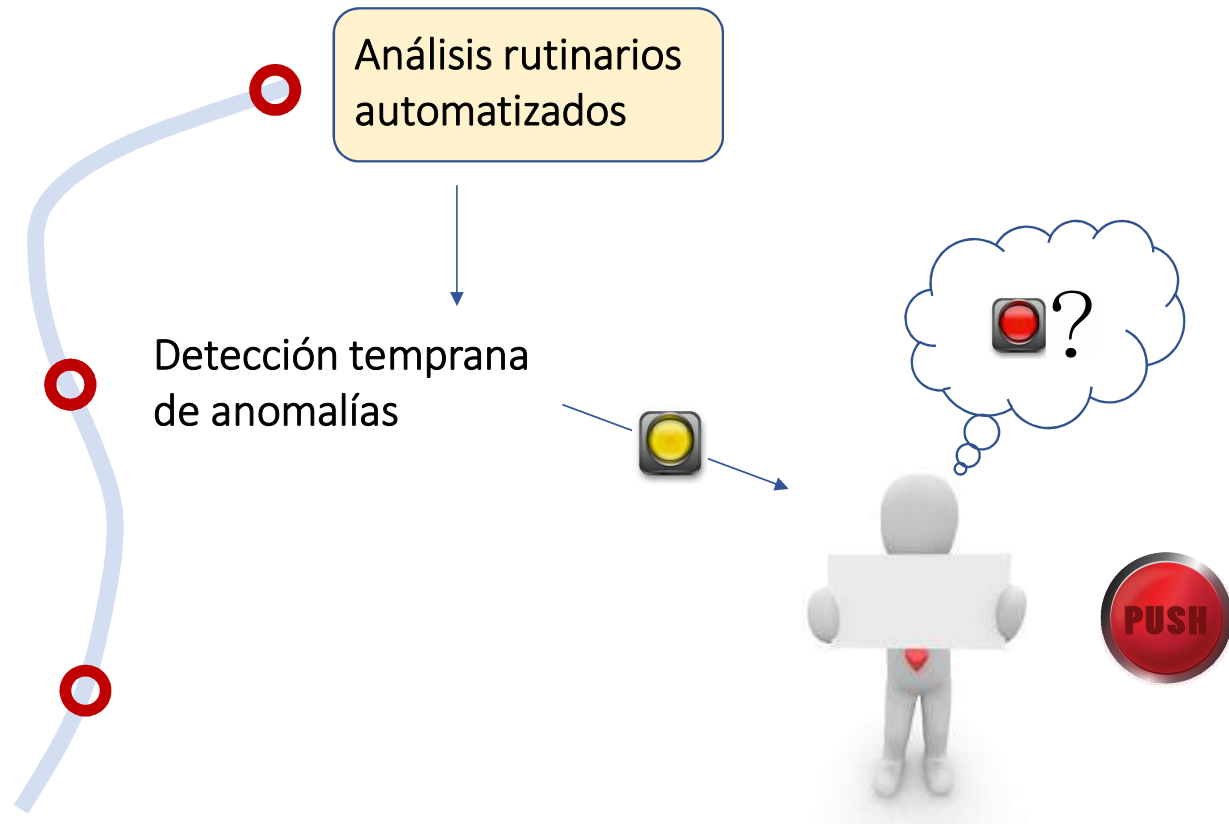 Análisis rutinarios
automatizados
?
Detección temprana
de anomalías
PUSH